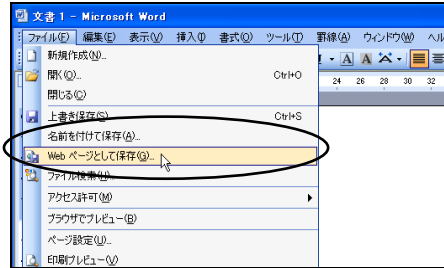 文書 1 - Microsoft Word
ファイル(F) 編集(E) 表示(V) 挿入(I) 書式(O) ツール(T) 罫線(A) ウィンドウ(W) ヘル
新規作成(N)...
開く(O)... Ctrl+O
閉じる(C)
上書き保存(S) Ctrl+S
名前を付けて保存(A)...
Web ページとして保存(G)...
ファイル検索(H)...
アクセス許可(M)
ブラウザでプレビュー(B)
ページ設定(U)...
印刷プレビュー(V)
A A
24 26 28 30 32